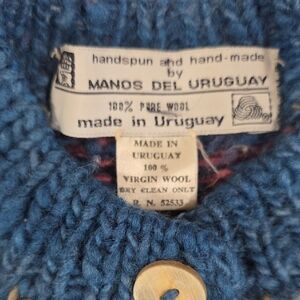 handspun and hand-made
by
MANOS DEL URUGUAY
100% PURE WOOL
made in Uruguay
MADE IN
URUGUAY
100 %
VIRGIN WOOL
DRY CLEAN ONLY
R. N. 52533